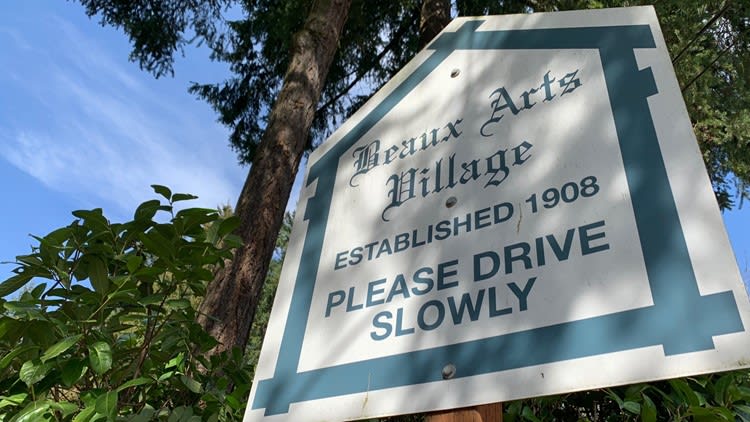 Beaux Arts
Village
ESTABLISHED 1908
PLEASE DRIVE
SLOWLY